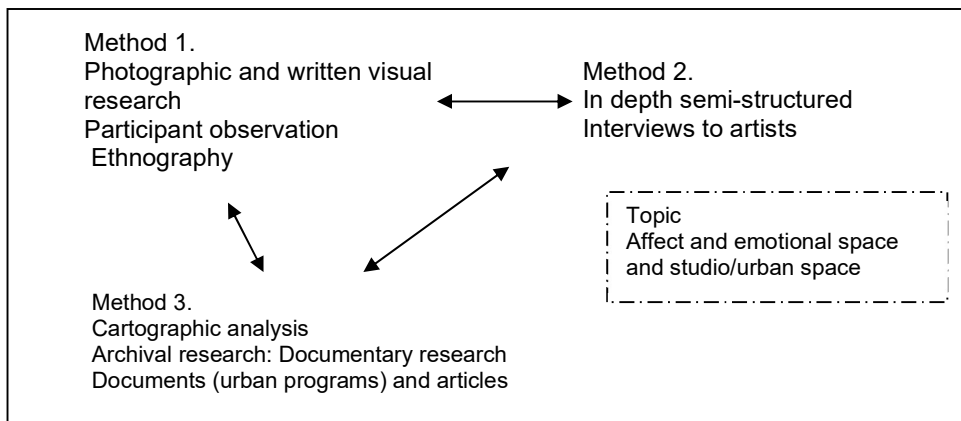 Method 1.
Photographic and written visual
research
Participant observation
Ethnography
Method 2.
In depth semi-structured
Interviews to artists
Topic
Affect and emotional space
and studio/urban space
Method 3.
Cartographic analysis
Archival research: Documentary research
Documents (urban programs) and articles